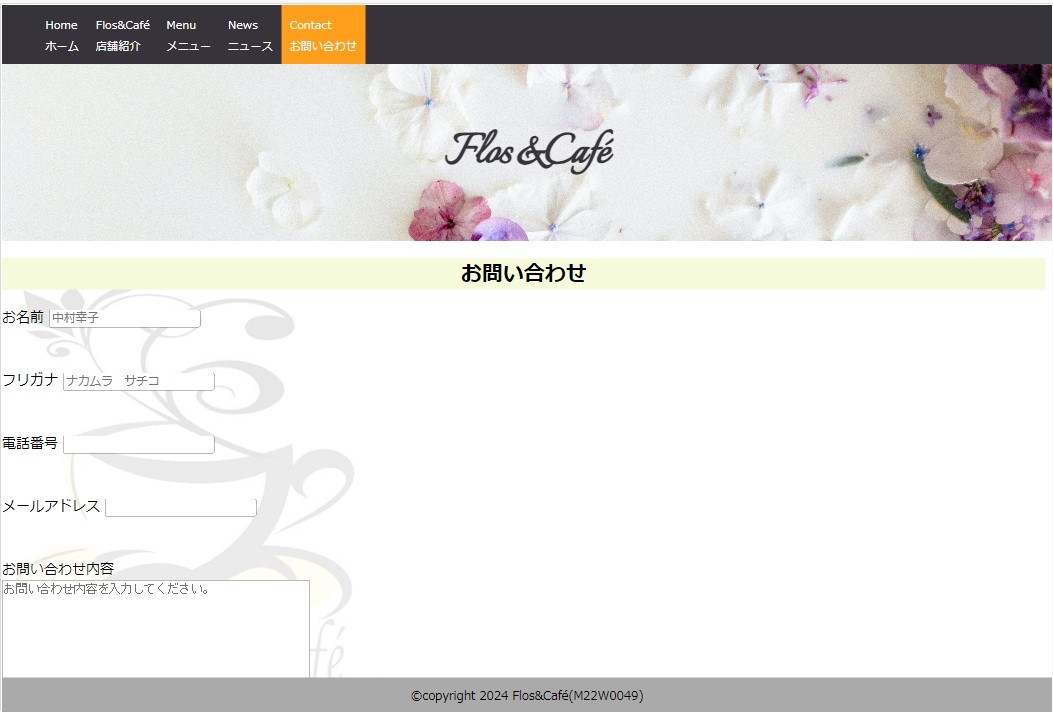 Home Flos&Café Menu News Contact
ホーム 店舗紹介 メニュー ニュース お問い合わせ
Flos&Café
お問い合わせ
お名前 中村幸子
フリガナ ナカムラ　サチコ
電話番号
メールアドレス
お問い合わせ内容
お問い合わせ内容を入力してください。
fé
©copyright 2024 Flos&Café(M22W0049)